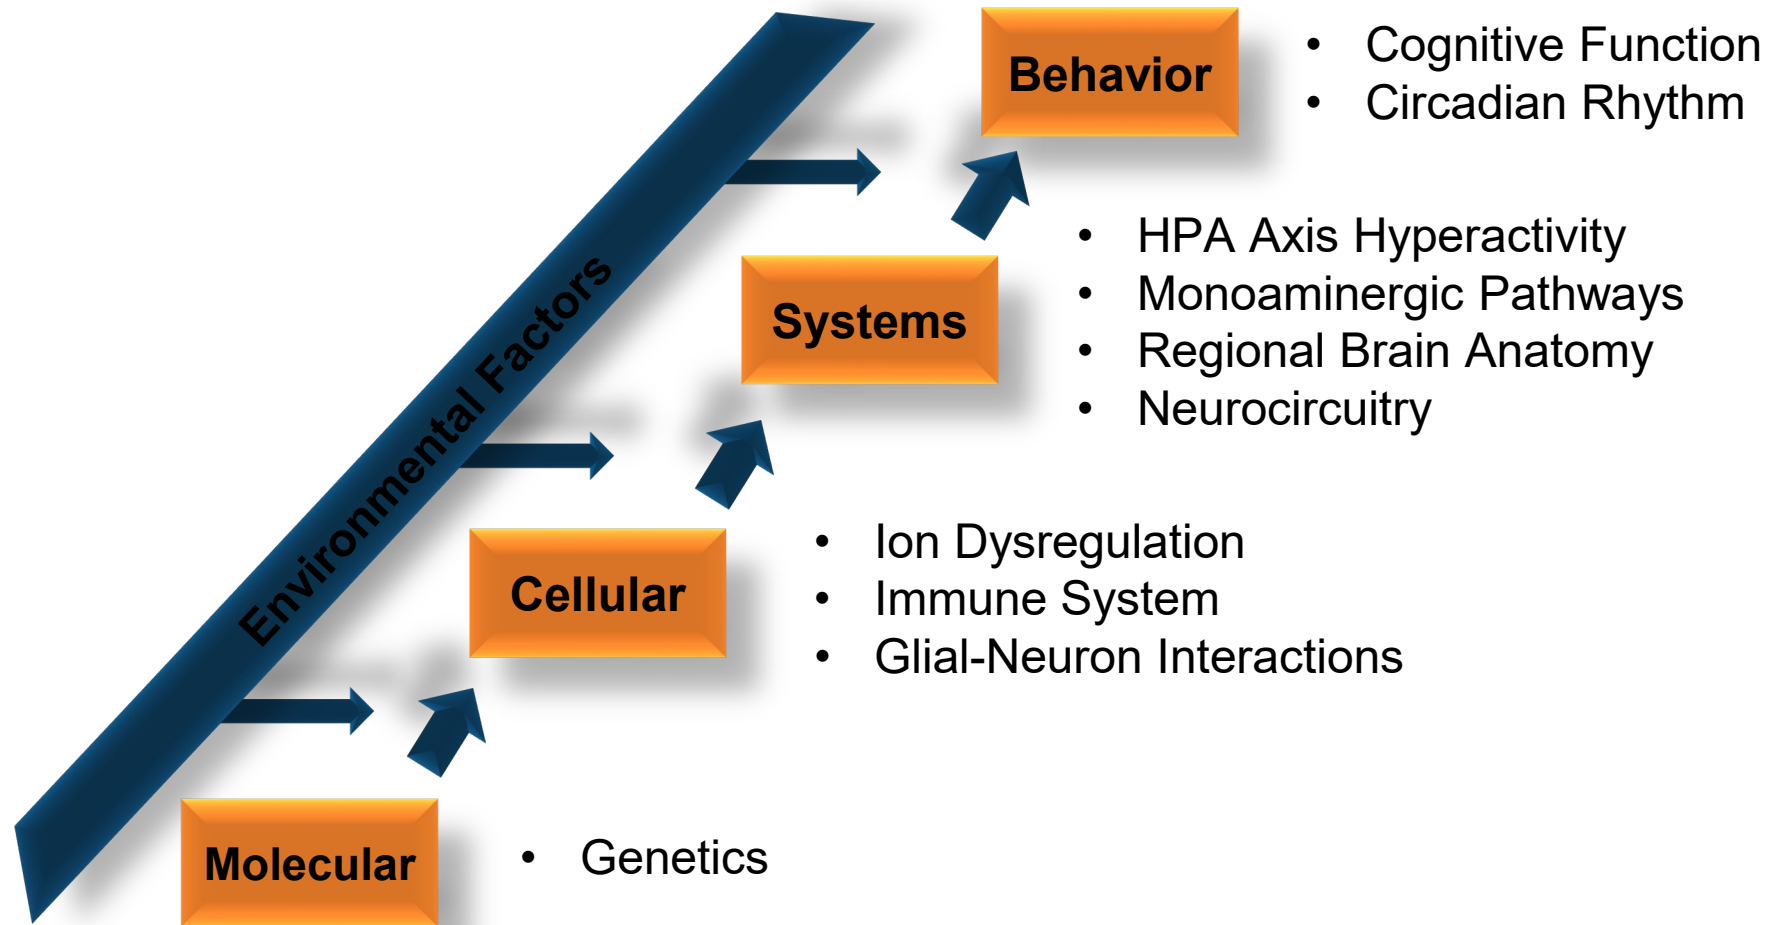 Behavior
• Cognitive Function
• Circadian Rhythm
Systems
• HPA Axis Hyperactivity
• Monoaminergic Pathways
• Regional Brain Anatomy
• Neurocircuitry
Environmental Factors
Cellular
• Ion Dysregulation
• Immune System
• Glial-Neuron Interactions
Molecular
• Genetics